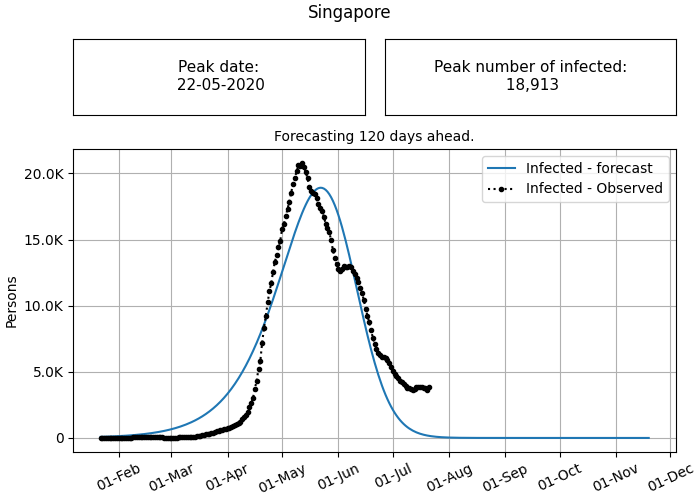 Singapore
Peak date:
22-05-2020
Peak number of infected:
18,913
Forecasting 120 days ahead.
Infected - forecast
Infected - Observed
Persons
20.0K
15.0K
10.0K
5.0K
0
01-Feb
01-Mar
01-Apr
01-May
01-Jun
01-Jul
01-Aug
01-Sep
01-Oct
01-Nov
01-Dec